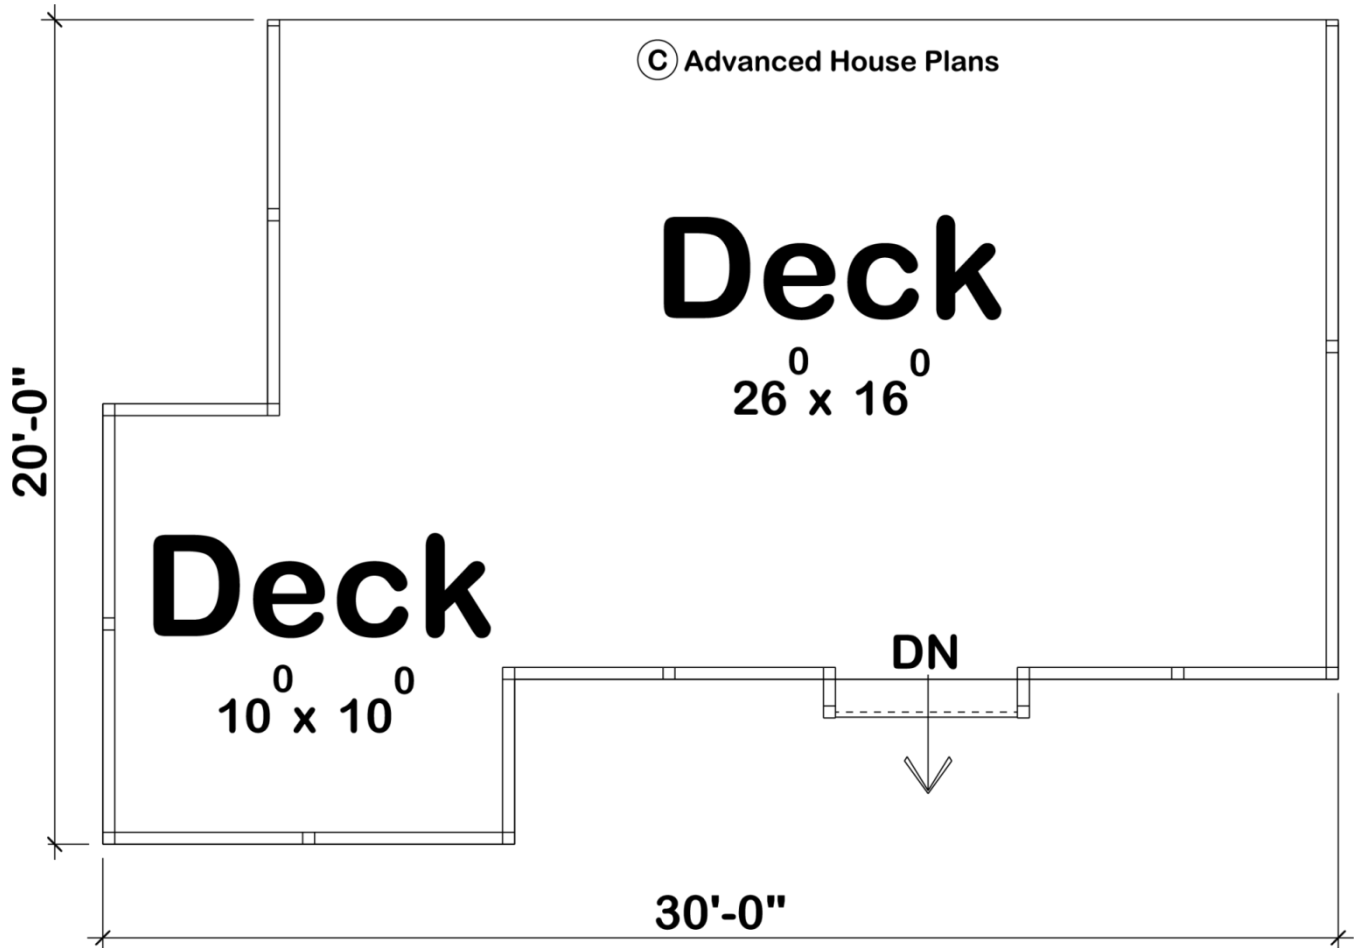 © Advanced House Plans
Deck
26⁰ x 16⁰
20'-0"
Deck
10⁰ x 10⁰
DN
30'-0"